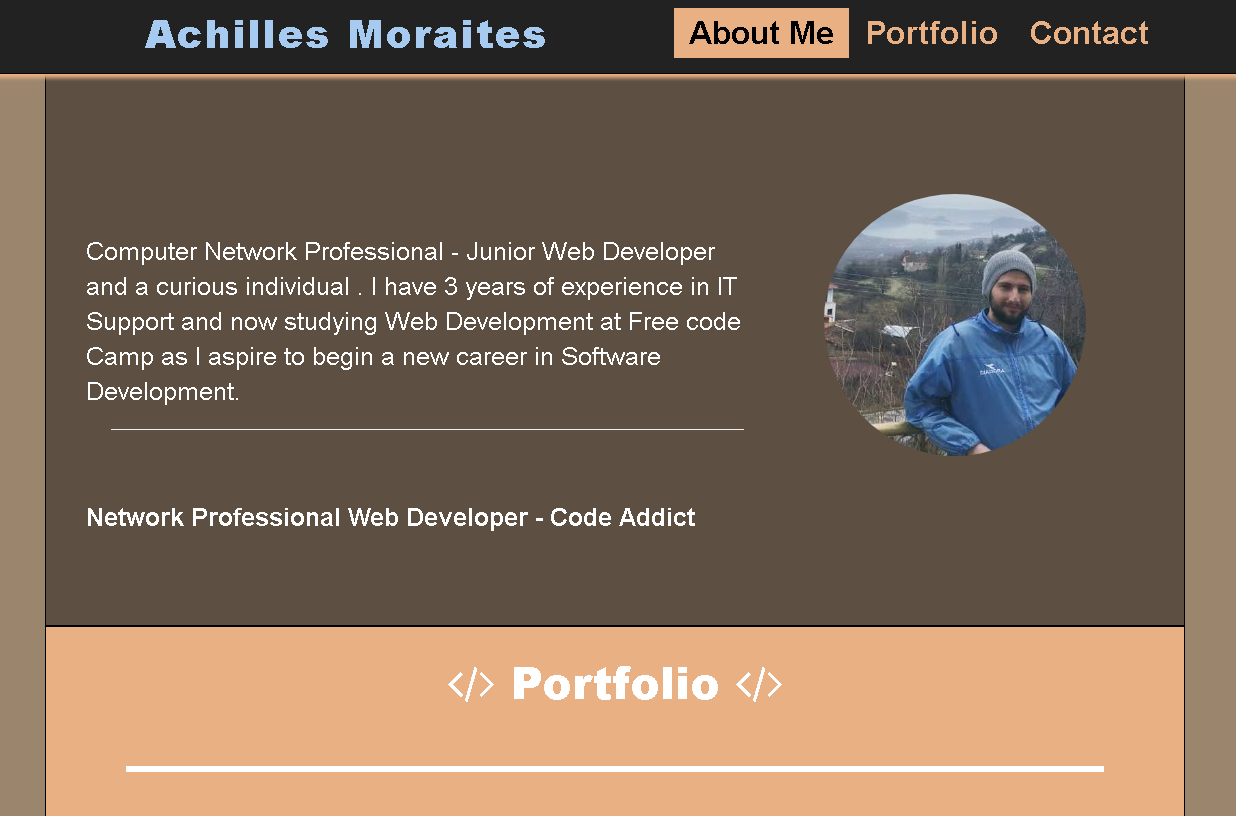 Achilles Moraites
About Me Portfolio Contact
Computer Network Professional - Junior Web Developer
and a curious individual . I have 3 years of experience in IT
Support and now studying Web Development at Free code
Camp as I aspire to begin a new career in Software
Development.
DIADORA
Network Professional Web Developer - Code Addict
</> Portfolio </>